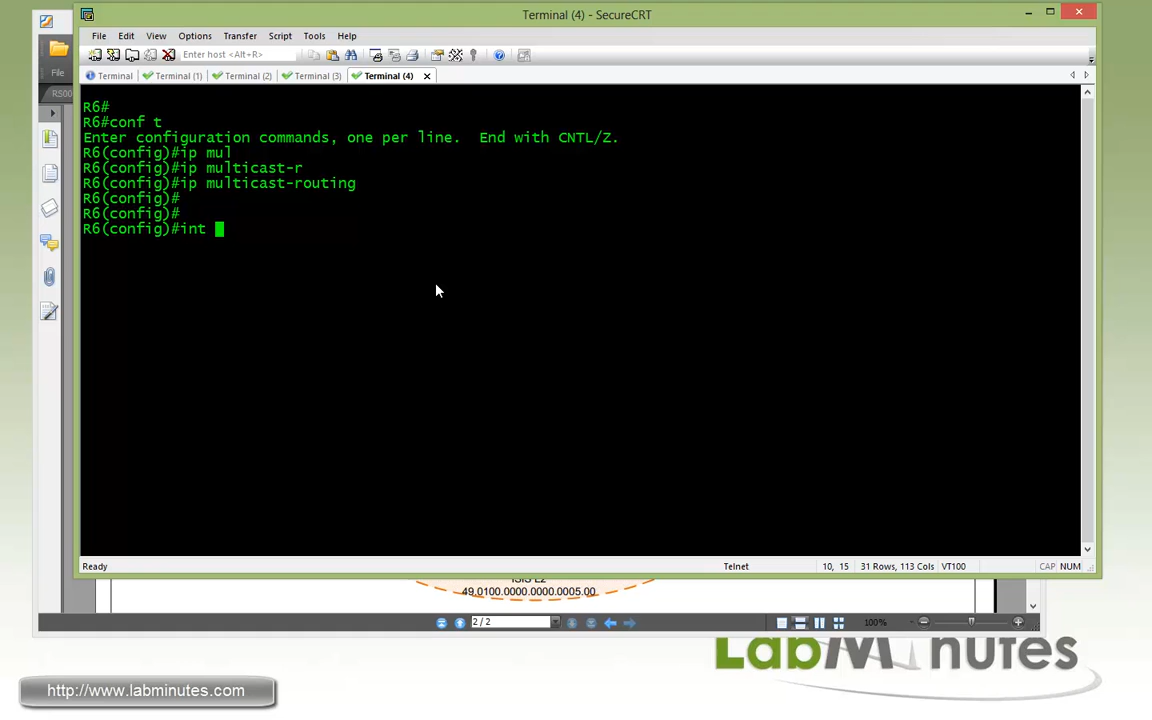 Terminal (4) - SecureCRT
File Edit View Options Transfer Script Tools Help
Enter host <Alt+R>
File
Terminal Terminal (1) Terminal (2) Terminal (3) Terminal (4)
RS00
R6#
R6#conf t
Enter configuration commands, one per line.  End with CNTL/Z.
R6(config)#ip mul
R6(config)#ip multicast-r
R6(config)#ip multicast-routing
R6(config)#
R6(config)#
R6(config)#int
Ready Telnet 10, 15 31 Rows, 113 Cols VT100 CAP NUM
ISIS L2
49.0100.0000.0000.0005.00
2 / 2 100%
LabMinutes
http://www.labminutes.com